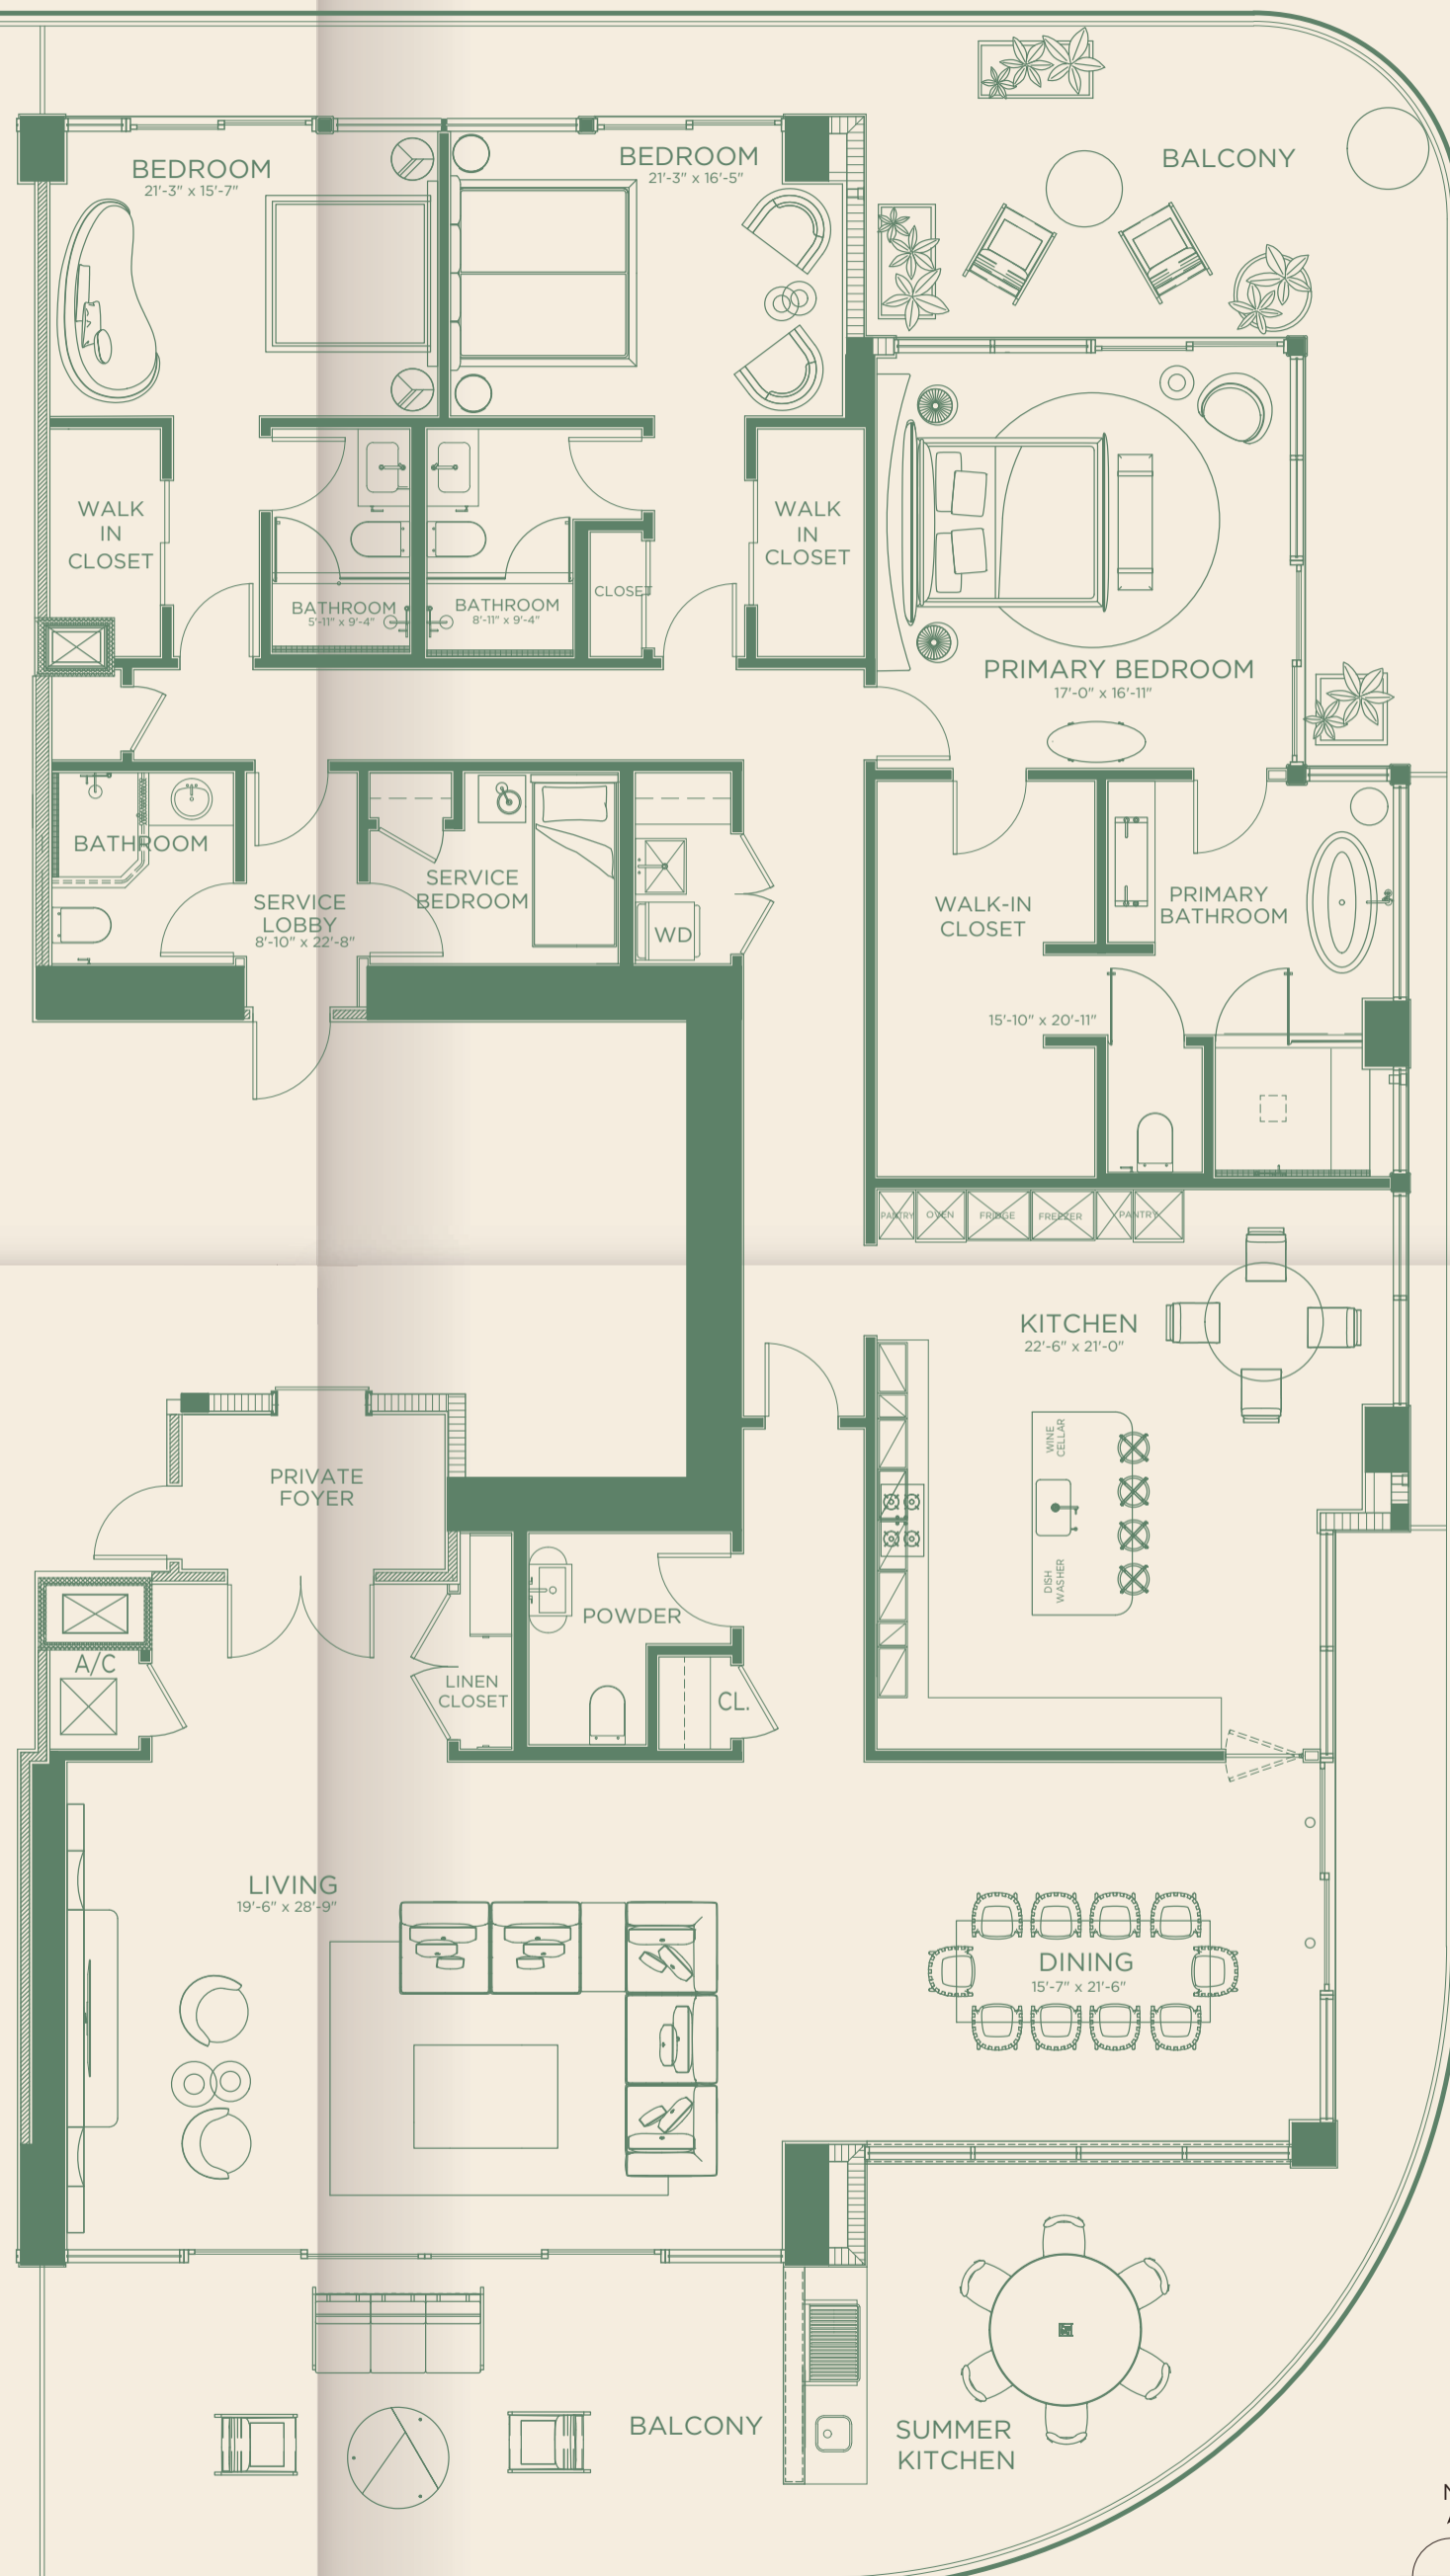 BALCONY
BEDROOM
21'-3" x 15'-7"
BEDROOM
21'-3" x 16'-5"
WALK
IN
CLOSET
BATHROOM
5'-11" x 9'-4"
BATHROOM
8'-11" x 9'-4"
CLOSET
WALK
IN
CLOSET
PRIMARY BEDROOM
17'-0" x 16'-11"
BATHROOM
SERVICE
LOBBY
8'-10" x 22'-8"
SERVICE
BEDROOM
WD
WALK-IN
CLOSET
PRIMARY
BATHROOM
15'-10" x 20'-11"
PANTRY
OVEN
FRIDGE
FREEZER
PANTRY
KITCHEN
22'-6" x 21'-0"
WINE
CELLAR
DISH
WASHER
PRIVATE
FOYER
POWDER
A/C
LINEN
CLOSET
CL.
LIVING
19'-6" x 28'-9"
DINING
15'-7" x 21'-6"
BALCONY
SUMMER
KITCHEN